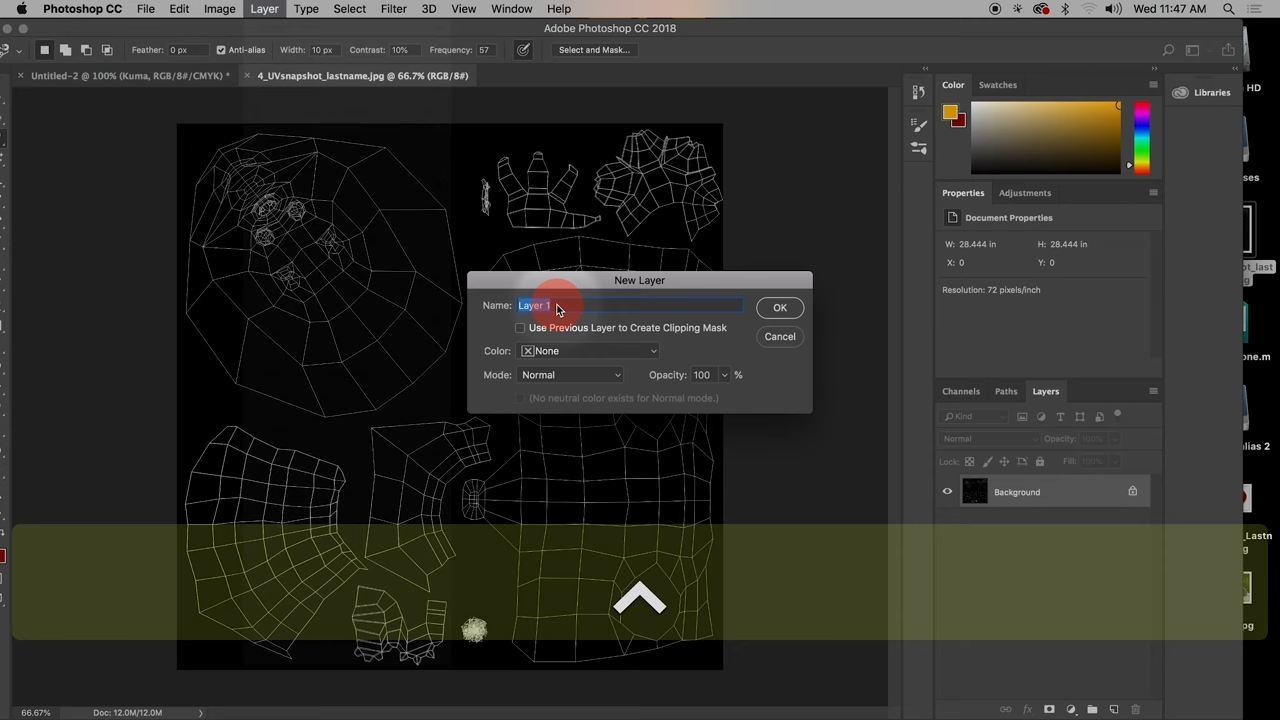 Photoshop CC File Edit Image Layer Type Select Filter 3D View Window Help Wed 11:47 AM
Adobe Photoshop CC 2018
Feather: 0 px Anti-alias Width: 10 px Contrast: 10% Frequency: 57 Select and Mask...
Untitled-2 @ 100% (Kuma, RGB/8#/CMYK) * 4_UVsnapshot_lastname.jpg @ 66.7% (RGB/8#)
Color Swatches
Libraries
HD
Properties Adjustments
Document Properties
W: 28.444 in H: 28.444 in
X: 0 Y: 0
Resolution: 72 pixels/inch
New Layer
Name: Layer 1
OK
Use Previous Layer to Create Clipping Mask
Cancel
Color: None
Mode: Normal Opacity: 100 %
(No neutral color exists for Normal mode.)
Channels Paths Layers
Kind
Normal Opacity: 100%
Lock: Fill: 100%
Background
alias 2
66.67% Doc: 12.0M/12.0M